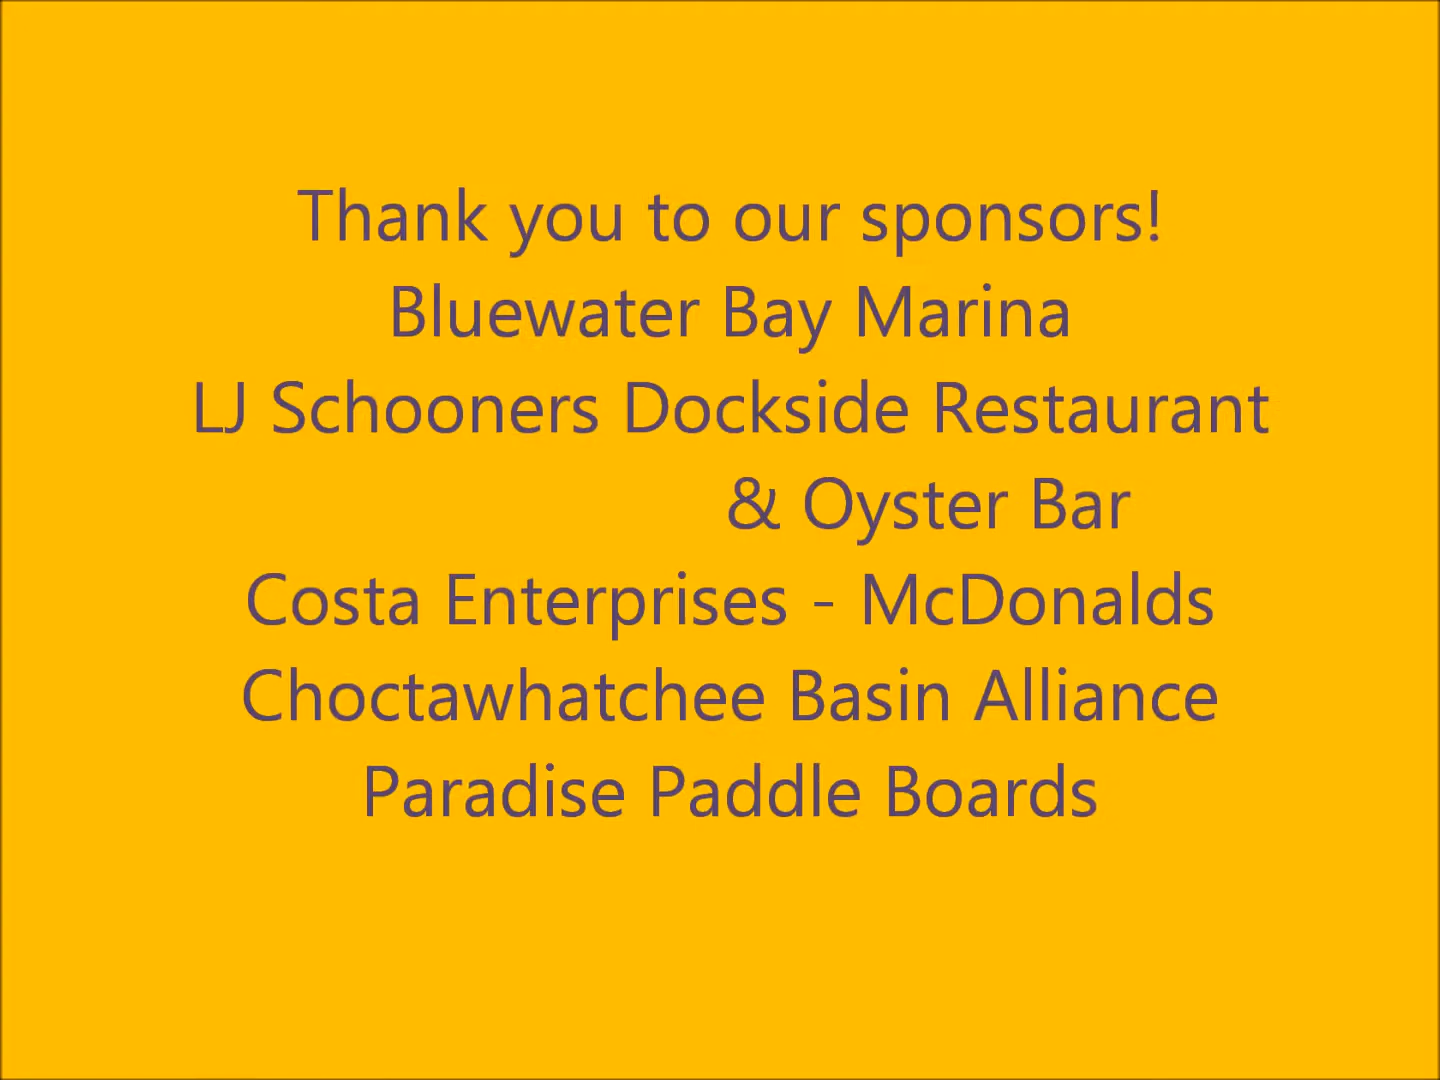 Thank you to our sponsors!
Bluewater Bay Marina
LJ Schooners Dockside Restaurant
& Oyster Bar
Costa Enterprises - McDonalds
Choctawhatchee Basin Alliance
Paradise Paddle Boards